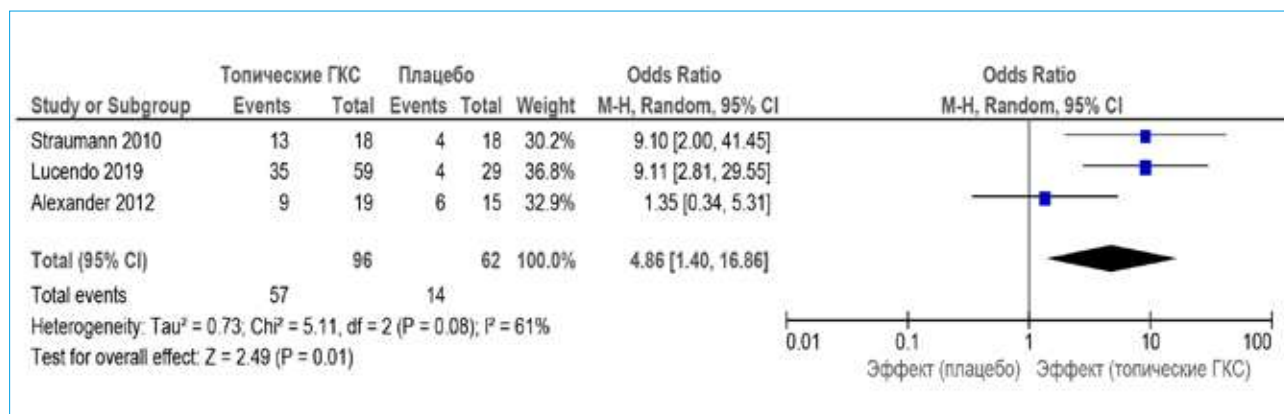 Топические ГКС Плацебо Odds Ratio Odds Ratio
Study or Subgroup Events Total Events Total Weight M-H, Random, 95% CI M-H, Random, 95% CI
Straumann 2010 13 18 4 18 30.2% 9.10 [2.00, 41.45]
Lucendo 2019 35 59 4 29 36.8% 9.11 [2.81, 29.55]
Alexander 2012 9 19 6 15 32.9% 1.35 [0.34, 5.31]
Total (95% CI) 96 62 100.0% 4.86 [1.40, 16.86]
Total events 57 14
Heterogeneity: Tau² = 0.73; Chi² = 5.11, df = 2 (P = 0.08); I² = 61%
Test for overall effect: Z = 2.49 (P = 0.01)
0.01 0.1 1 10 100
Эффект (плацебо) Эффект (топические ГКС)